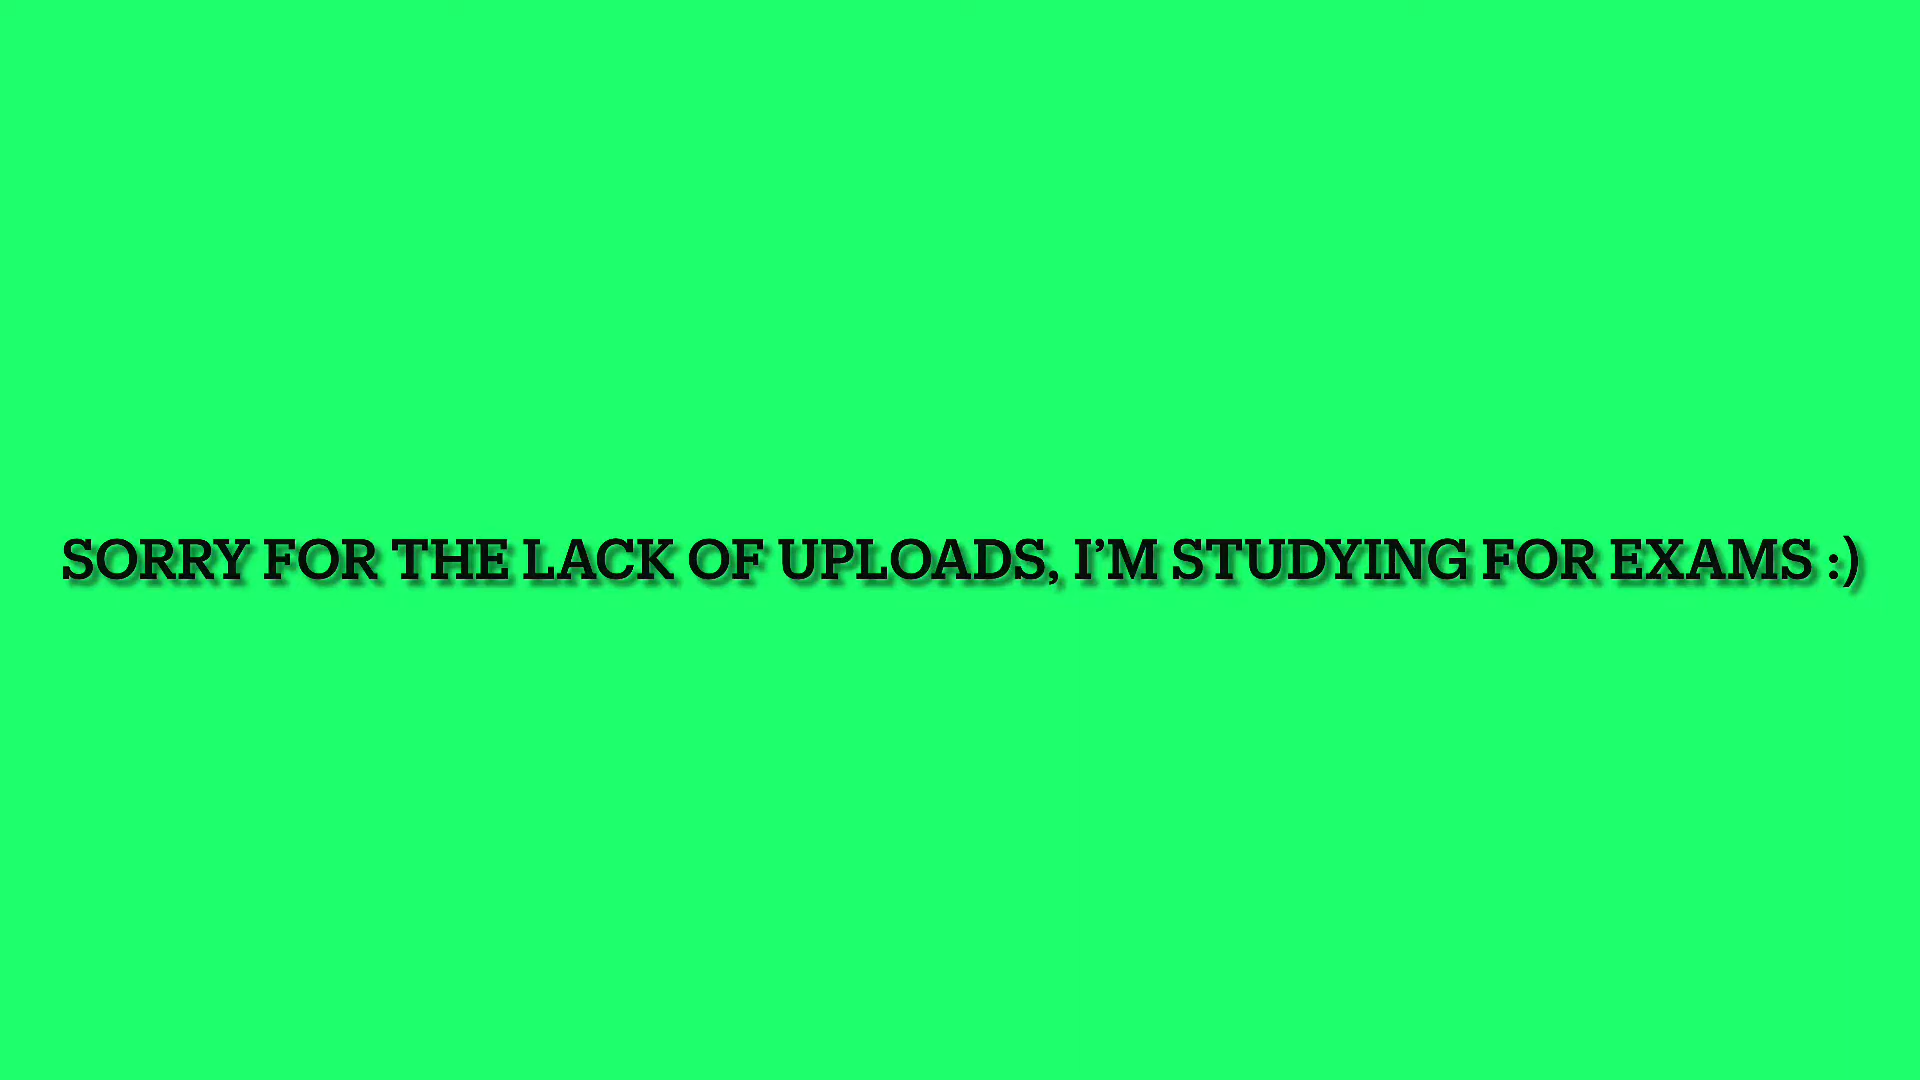 SORRY FOR THE LACK OF UPLOADS, I’M STUDYING FOR EXAMS :)